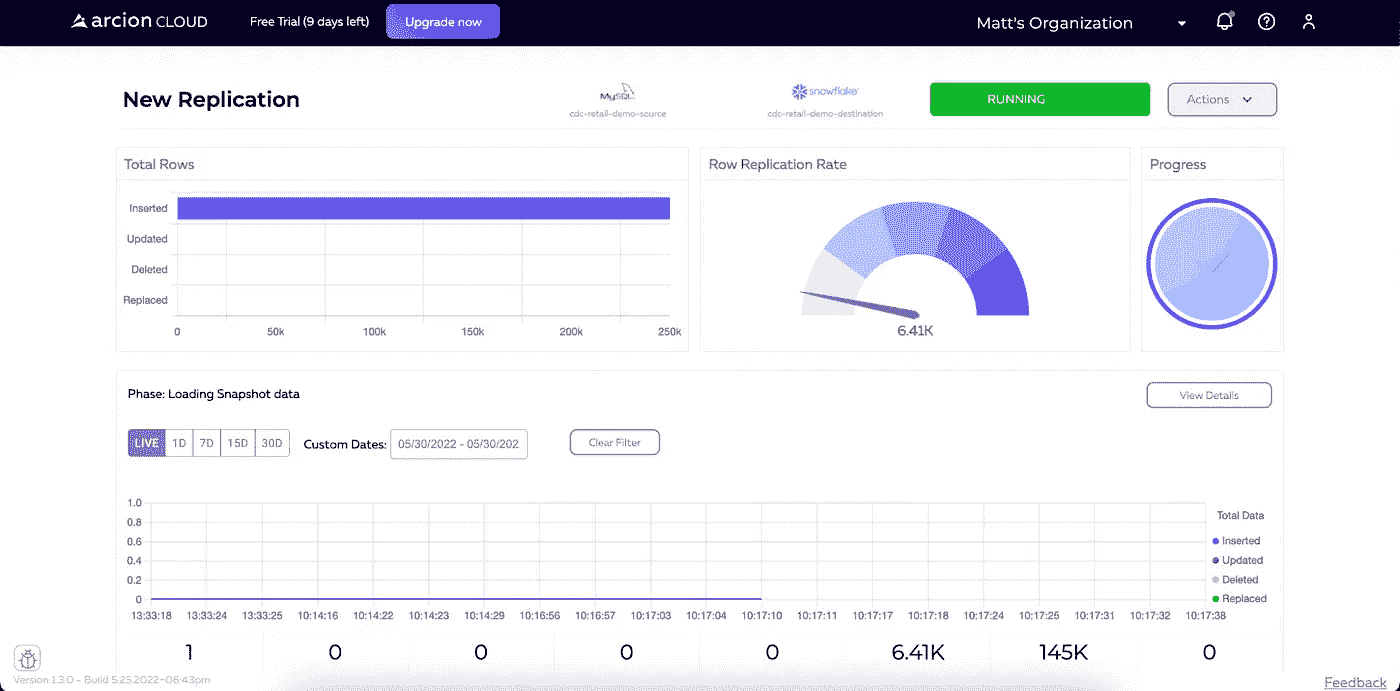 arcion CLOUD Free Trial (9 days left) Upgrade now Matt's Organization
New Replication
MySQL
cdc-retail-demo-source
snowflake
cdc-retail-demo-destination
RUNNING
Actions
Total Rows
Inserted
Updated
Deleted
Replaced
0 50k 100k 150k 200k 250k
Row Replication Rate
6.41K
Progress
Phase: Loading Snapshot data
View Details
LIVE 1D 7D 15D 30D Custom Dates: 05/30/2022 - 05/30/202 Clear Filter
1.0
0.8
0.6
0.4
0.2
0
13:33:18 13:33:24 13:33:25 10:14:16 10:14:22 10:14:23 10:14:29 10:16:56 10:16:57 10:17:03 10:17:04 10:17:10 10:17:11 10:17:17 10:17:18 10:17:24 10:17:25 10:17:31 10:17:32 10:17:38
Total Data
Inserted
Updated
Deleted
Replaced
1 0 0 0 0 6.41K 145K 0
Version 1.3.0 - Build 5.25.2022-06:43pm
Feedback